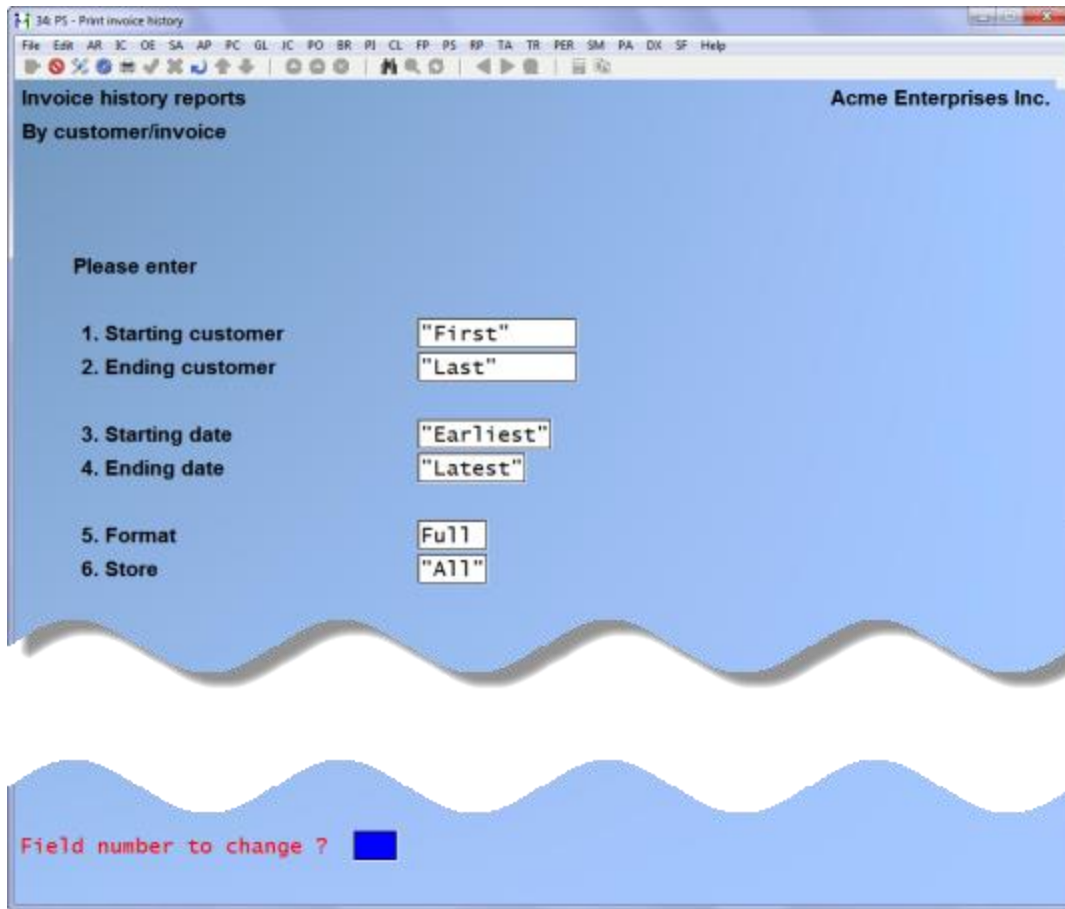 34: PS - Print invoice history
File Edit AR IC OE SA AP PC GL JC PO BR PI CL FP PS RP TA TR PER SM PA DX SF Help
Invoice history reports Acme Enterprises Inc.
By customer/invoice
Please enter
1. Starting customer "First"
2. Ending customer "Last"
3. Starting date "Earliest"
4. Ending date "Latest"
5. Format Full
6. Store "All"
Field number to change ?